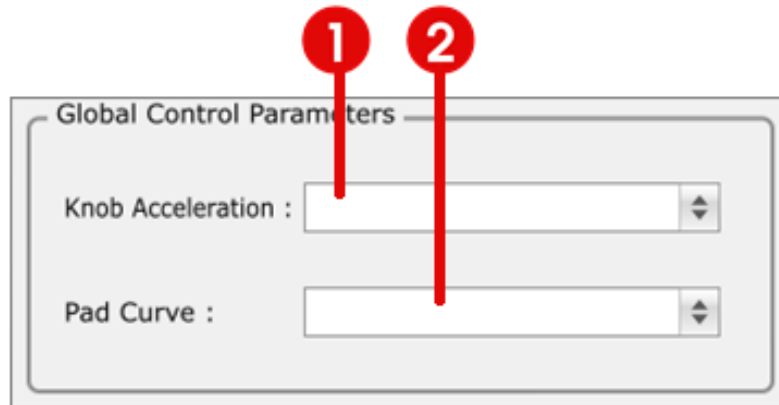 1 2
Global Control Parameters
Knob Acceleration :
Pad Curve :